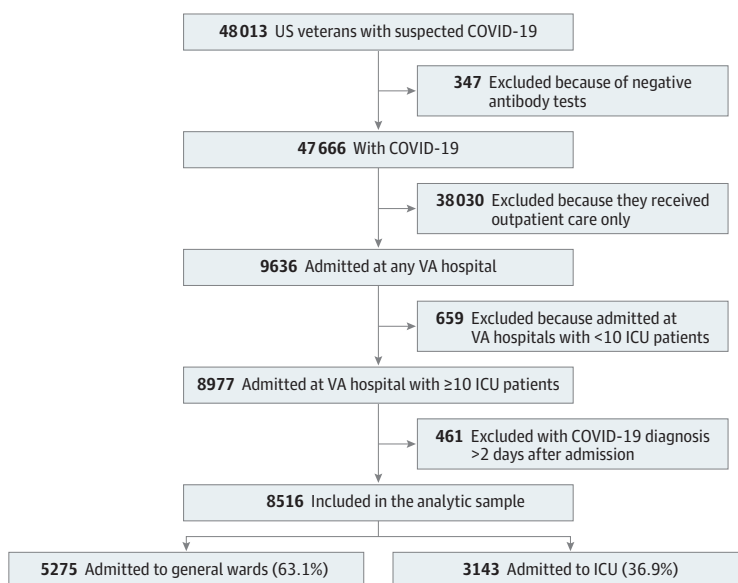 48013 US veterans with suspected COVID-19
347 Excluded because of negative
antibody tests
47666 With COVID-19
38030 Excluded because they received
outpatient care only
9636 Admitted at any VA hospital
659 Excluded because admitted at
VA hospitals with <10 ICU patients
8977 Admitted at VA hospital with ≥10 ICU patients
461 Excluded with COVID-19 diagnosis
>2 days after admission
8516 Included in the analytic sample
5275 Admitted to general wards (63.1%)
3143 Admitted to ICU (36.9%)